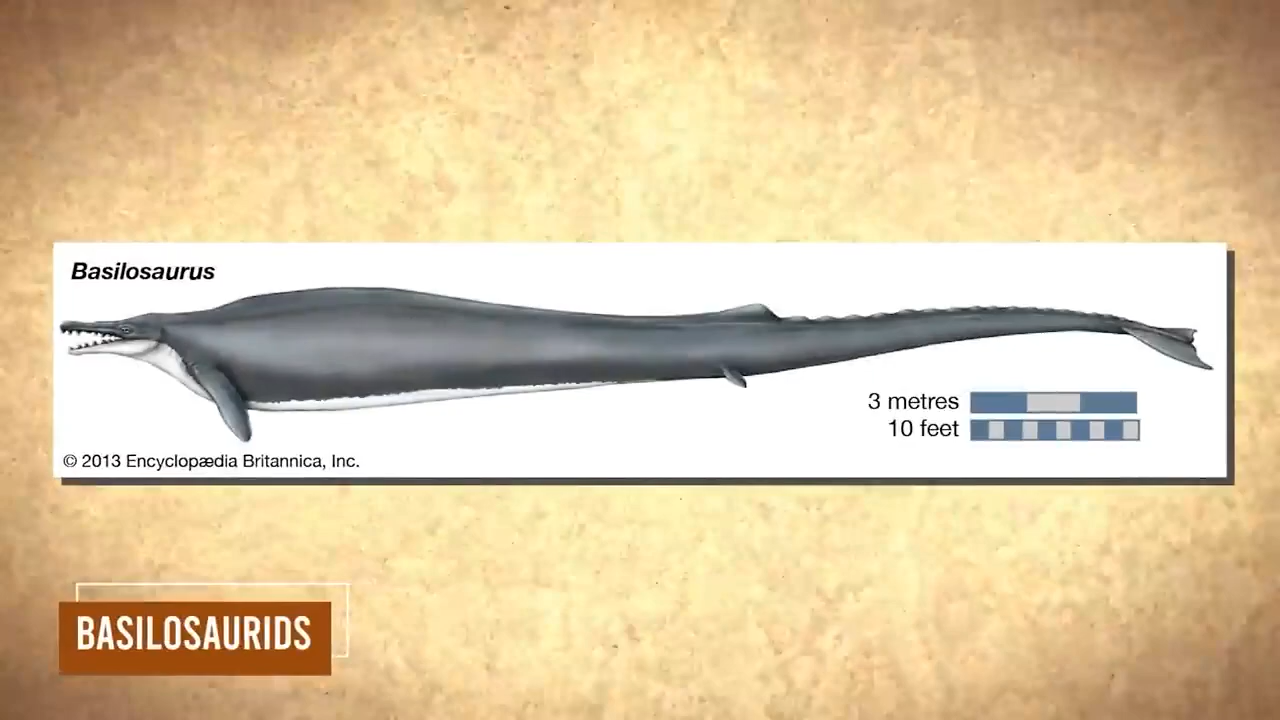 Basilosaurus
3 metres
10 feet
© 2013 Encyclopædia Britannica, Inc.
BASILOSAURIDS